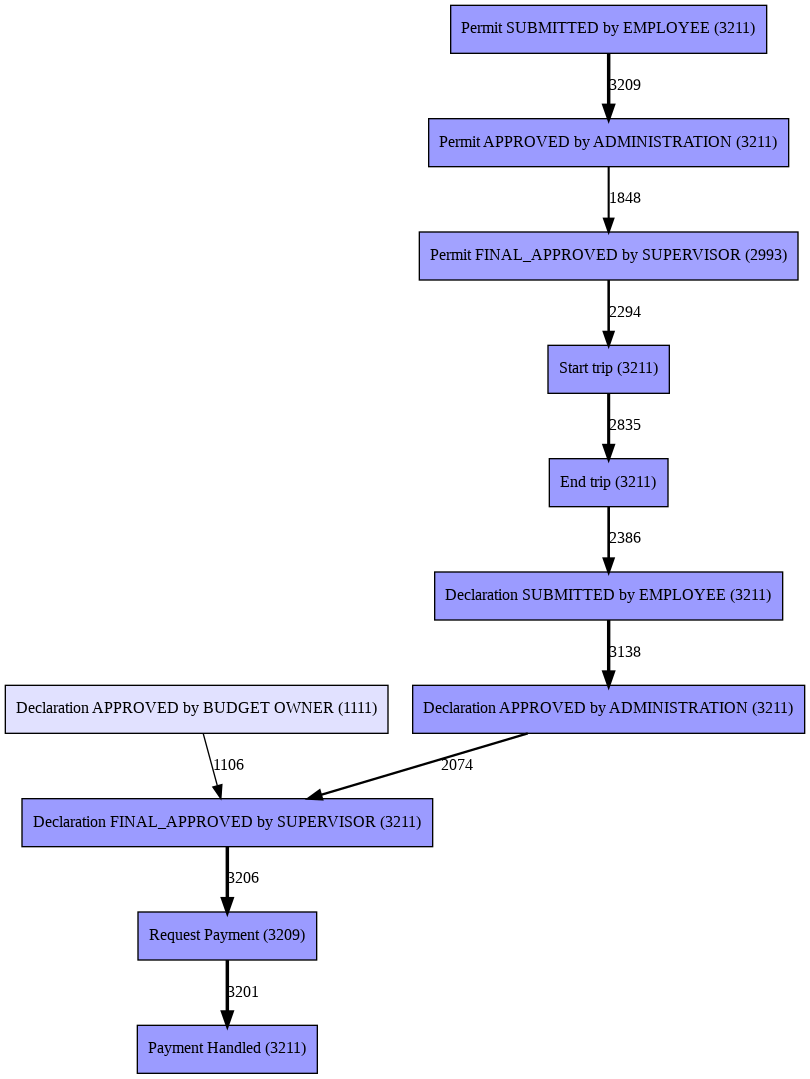 Permit SUBMITTED by EMPLOYEE (3211)
3209
Permit APPROVED by ADMINISTRATION (3211)
1848
Permit FINAL_APPROVED by SUPERVISOR (2993)
2294
Start trip (3211)
2835
End trip (3211)
2386
Declaration SUBMITTED by EMPLOYEE (3211)
3138
Declaration APPROVED by BUDGET OWNER (1111)
Declaration APPROVED by ADMINISTRATION (3211)
1106
2074
Declaration FINAL_APPROVED by SUPERVISOR (3211)
3206
Request Payment (3209)
3201
Payment Handled (3211)